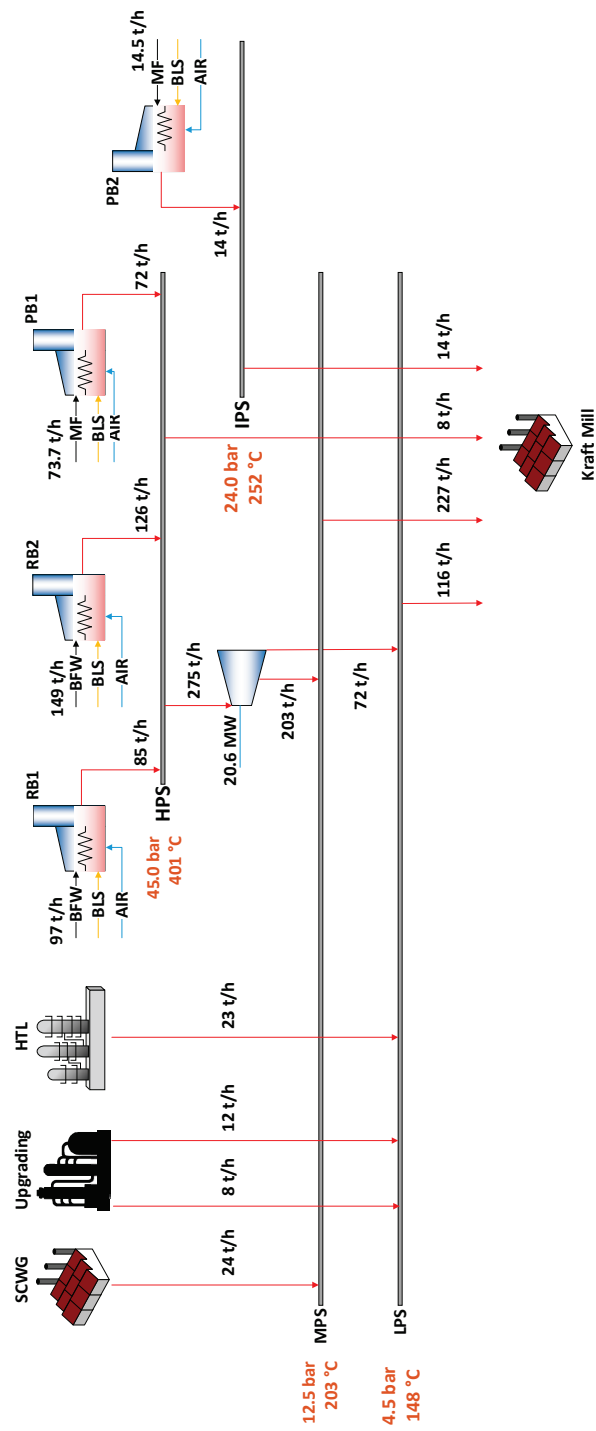 SCWG
24 t/h
Upgrading
8 t/h
12 t/h
HTL
23 t/h
97 t/h
BFW
BLS
AIR
RB1
85 t/h
149 t/h
BFW
BLS
AIR
RB2
126 t/h
73.7 t/h
MF
BLS
AIR
PB1
72 t/h
PB2
14.5 t/h
MF
BLS
AIR
14 t/h
45.0 bar
401 °C
HPS
24.0 bar
252 °C
IPS
275 t/h
20.6 MW
203 t/h
72 t/h
12.5 bar
203 °C
MPS
4.5 bar
148 °C
LPS
116 t/h
227 t/h
8 t/h
14 t/h
Kraft Mill